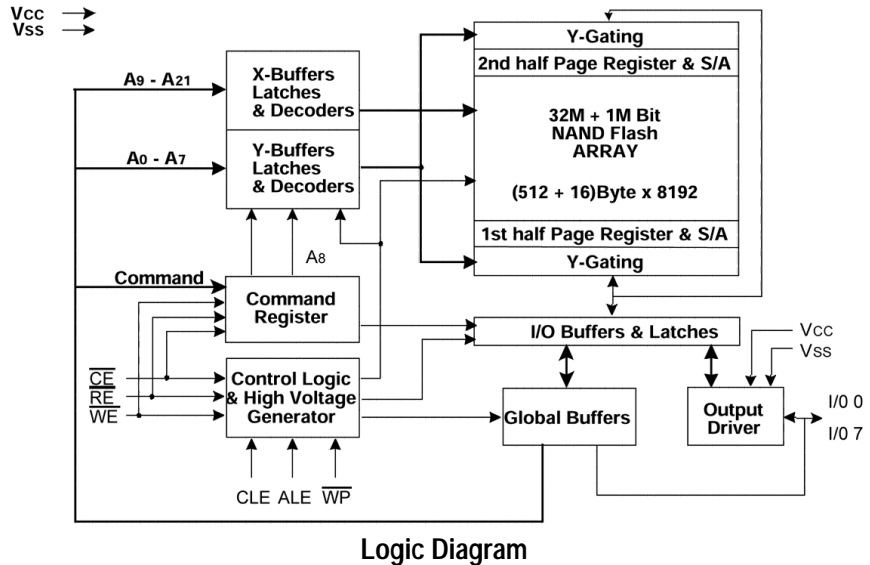 Vcc
Vss
A9 - A21
X-Buffers
Latches
& Decoders
A0 - A7
Y-Buffers
Latches
& Decoders
A8
Command
Command
Register
Y-Gating
2nd half Page Register & S/A
32M + 1M Bit
NAND Flash
ARRAY
(512 + 16)Byte x 8192
1st half Page Register & S/A
Y-Gating
I/O Buffers & Latches
Vcc
Vss
CE
RE
WE
Control Logic
& High Voltage
Generator
Global Buffers
Output
Driver
I/0 0
I/0 7
CLE ALE WP
Logic Diagram